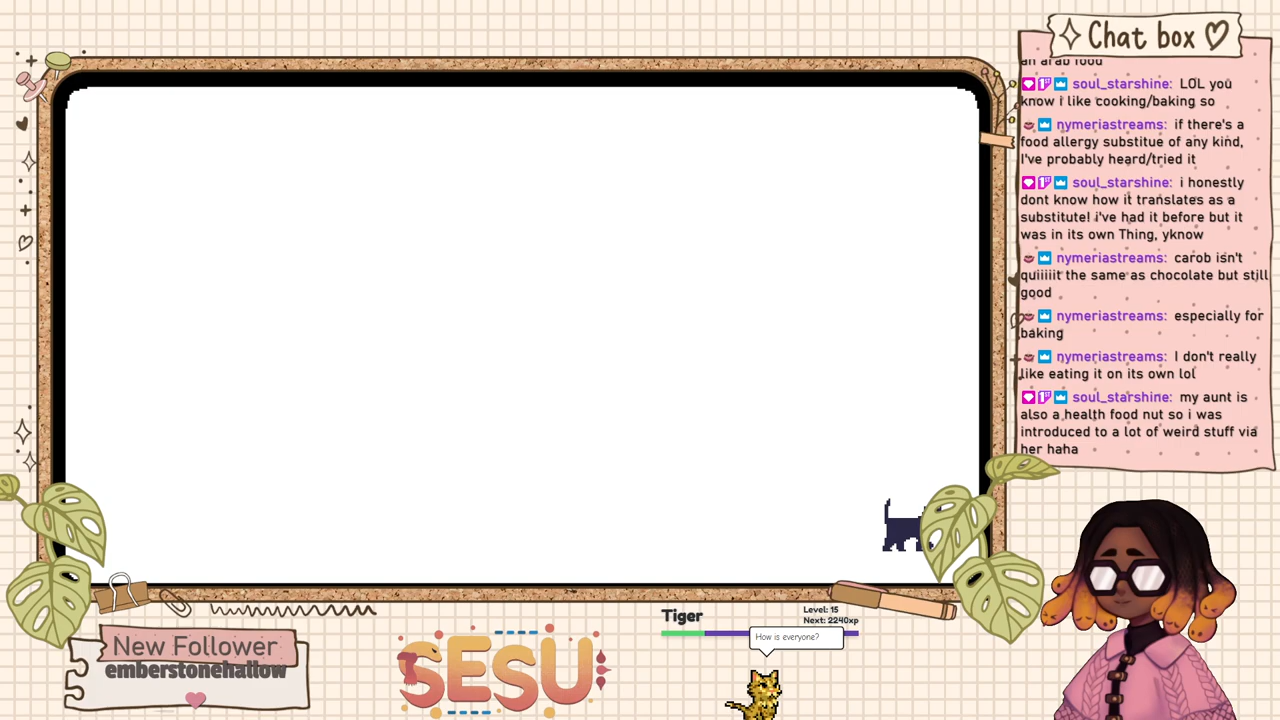 Chat box
an arab food
soul_starshine: LOL you
know i like cooking/baking so
nymeriastreams: if there's a
food allergy substitue of any kind,
I've probably heard/tried it
soul_starshine: i honestly
dont know how it translates as a
substitute! i've had it before but it
was in its own Thing, yknow
nymeriastreams: carob isn't
quiiiiit the same as chocolate but still
good
nymeriastreams: especially for
baking
nymeriastreams: I don't really
like eating it on its own lol
soul_starshine: my aunt is
also a health food nut so i was
introduced to a lot of weird stuff via
her haha
New Follower
emberstonehallow
SESU
Tiger
Level: 15
Next: 2240xp
How is everyone?